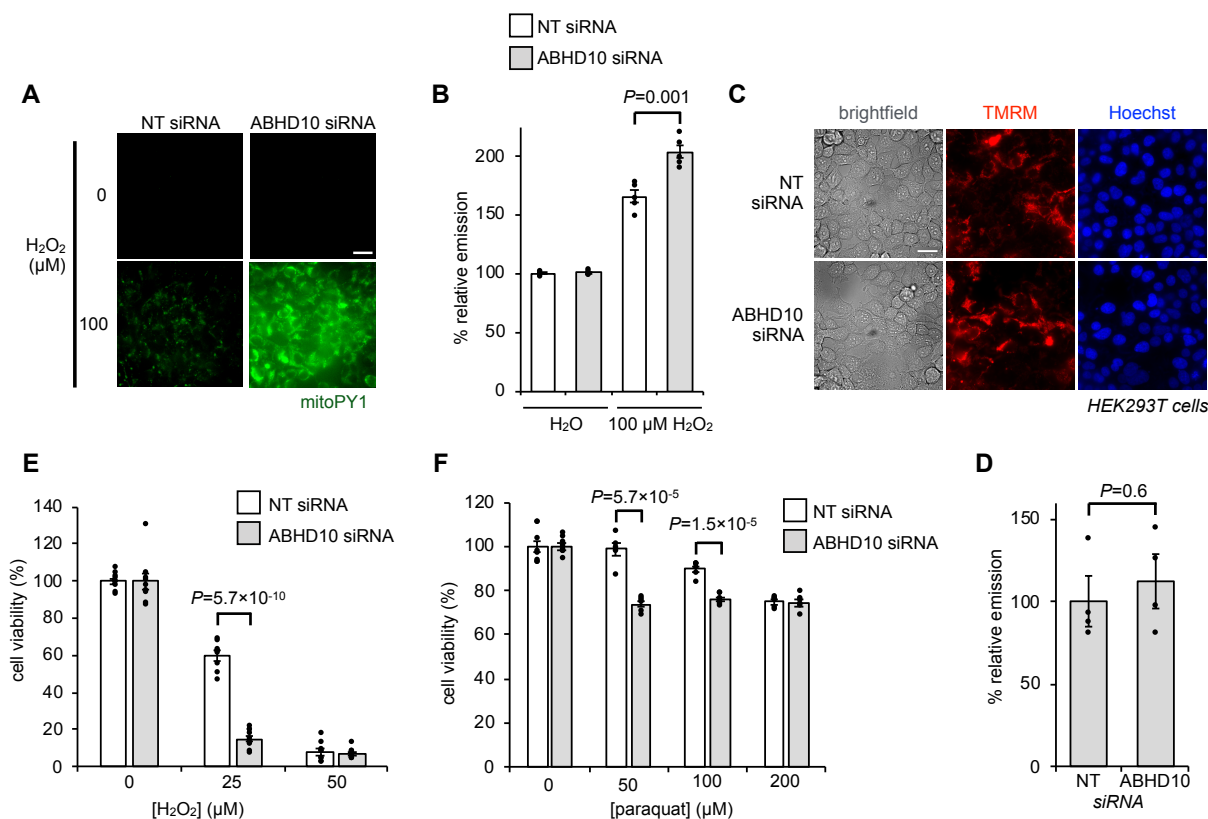 NT siRNA
ABHD10 siRNA
A
NT siRNA ABHD10 siRNA
H₂O₂
(µM)
0
100
mitoPY1
B
P=0.001
% relative emission
200
150
100
50
0
H₂O 100 µM H₂O₂
C
brightfield TMRM Hoechst
NT
siRNA
ABHD10
siRNA
HEK293T cells
E
NT siRNA
ABHD10 siRNA
P=5.7×10⁻¹⁰
cell viability (%)
140
120
100
80
60
40
20
0
0 25 50
[H₂O₂] (µM)
F
P=5.7×10⁻⁵
P=1.5×10⁻⁵
NT siRNA
ABHD10 siRNA
cell viability (%)
120
100
80
60
40
20
0
0 50 100 200
[paraquat] (µM)
D
P=0.6
% relative emission
150
100
50
0
NT ABHD10
siRNA